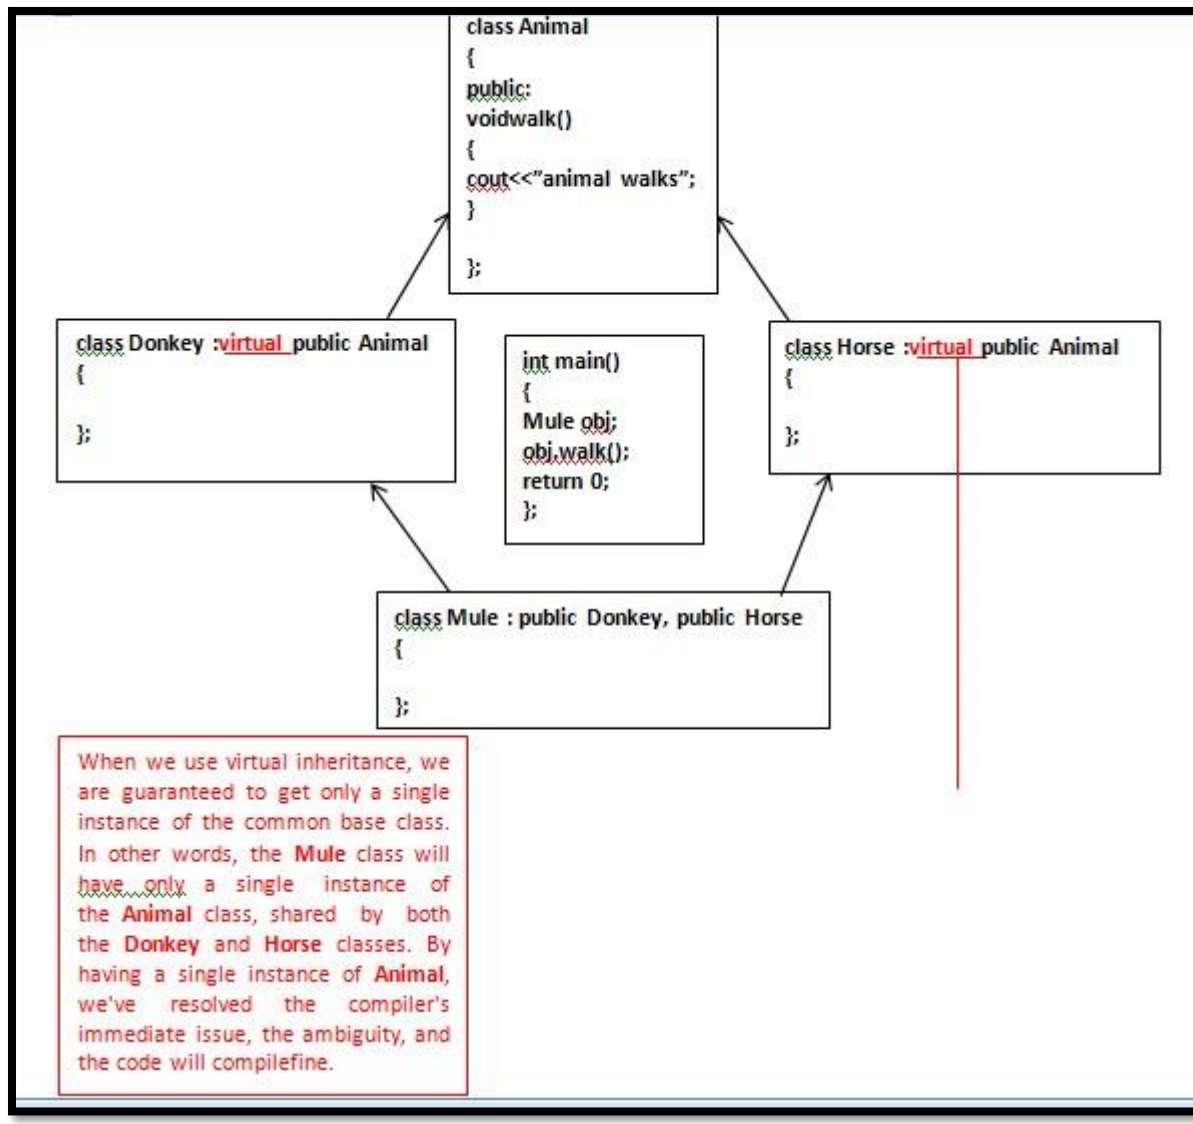 class Animal
{
public:
voidwalk()
{
cout<<”animal walks”;
}
};
class Donkey :virtual public Animal
{
};
int main()
{
Mule obj;
obj.walk();
return 0;
};
class Horse :virtual public Animal
{
};
class Mule : public Donkey, public Horse
{
};
When we use virtual inheritance, we
are guaranteed to get only a single
instance of the common base class.
In other words, the Mule class will
have only a single instance of
the Animal class, shared by both
the Donkey and Horse classes. By
having a single instance of Animal,
we've resolved the compiler's
immediate issue, the ambiguity, and
the code will compilefine.